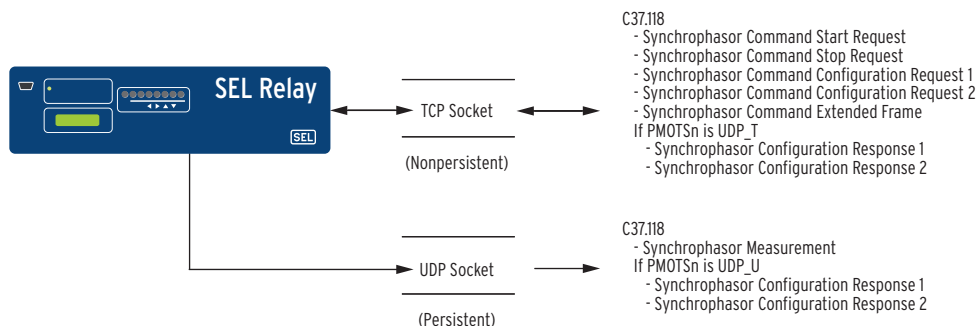 SEL Relay
SEL
TCP Socket
(Nonpersistent)
C37.118
- Synchrophasor Command Start Request
- Synchrophasor Command Stop Request
- Synchrophasor Command Configuration Request 1
- Synchrophasor Command Configuration Request 2
- Synchrophasor Command Extended Frame
If PMOTSn is UDP_T
- Synchrophasor Configuration Response 1
- Synchrophasor Configuration Response 2
UDP Socket
(Persistent)
C37.118
- Synchrophasor Measurement
If PMOTSn is UDP_U
- Synchrophasor Configuration Response 1
- Synchrophasor Configuration Response 2